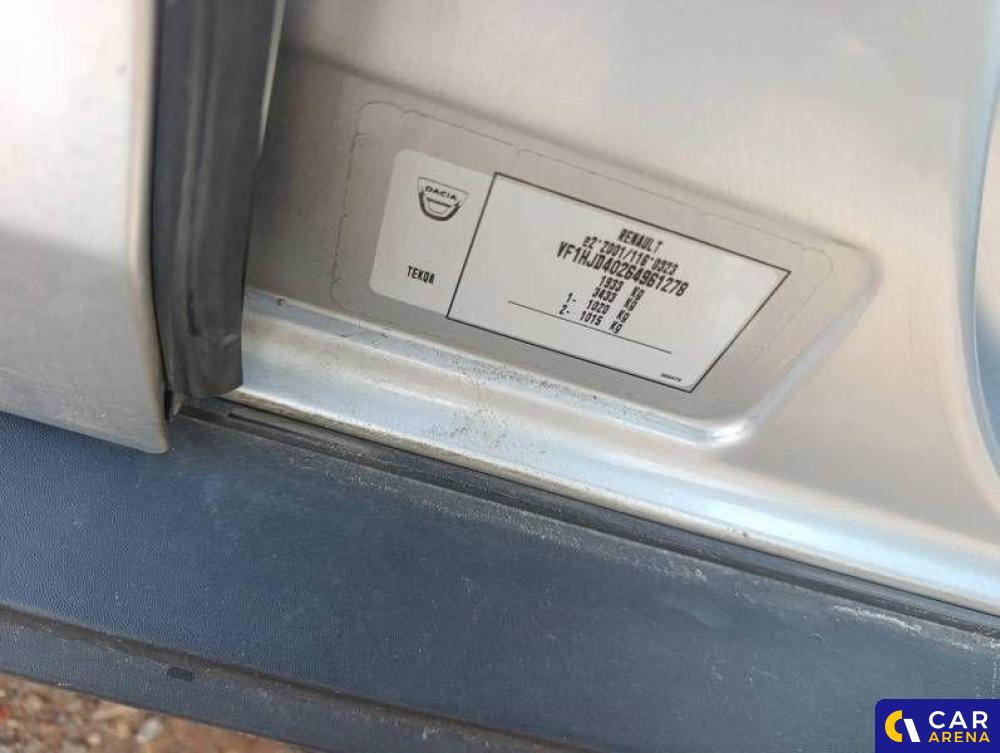 DACIA
TEKQA
RENAULT
e2*2001/116*0323
VF1HJD40264961278
1933 Kg
3433 Kg
1- 1020 Kg
2- 1015 Kg
CAR
ARENA